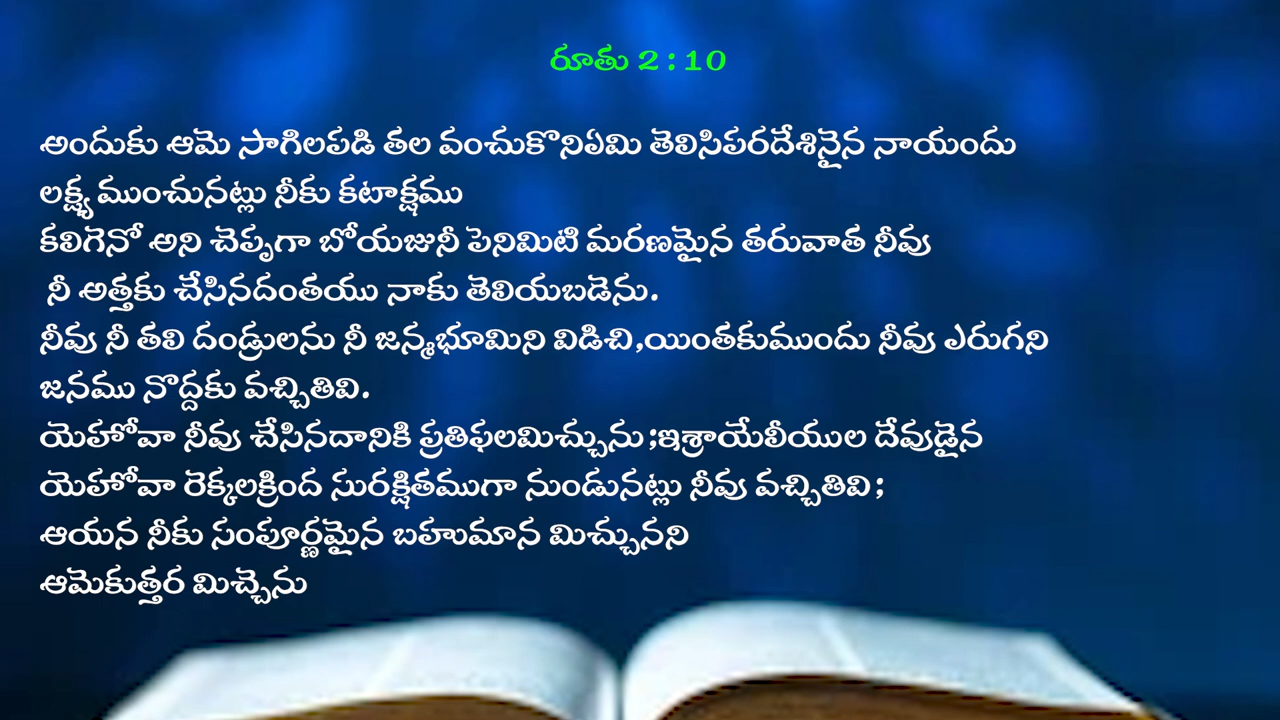 రూతు 2 : 10
అందుకు ఆమె సాగిలపడి తల వంచుకొనిఏమి తెలిసిపరదేశినైన నాయందు
లక్ష్య ముంచునట్లు నీకు కటాక్షము
కలిగెనో అని చెప్పగా బోయజునీ పెనిమిటి మరణమైన తరువాత నీవు
నీ అత్తకు చేసినదంతయు నాకు తెలియబడెను.
నీవు నీ తలి దండ్రులను నీ జన్మభూమిని విడిచి,యింతకుముందు నీవు ఎరుగని
జనము నొద్దకు వచ్చితివి.
యెహోవా నీవు చేసినదానికి ప్రతిఫలమిచ్చును;ఇశ్రాయేలీయుల దేవుడైన
యెహోవా రెక్కలక్రింద సురక్షితముగా నుండునట్లు నీవు వచ్చితివి;
ఆయన నీకు సంపూర్ణమైన బహుమాన మిచ్చునని
ఆమెకుత్తర మిచ్చెను